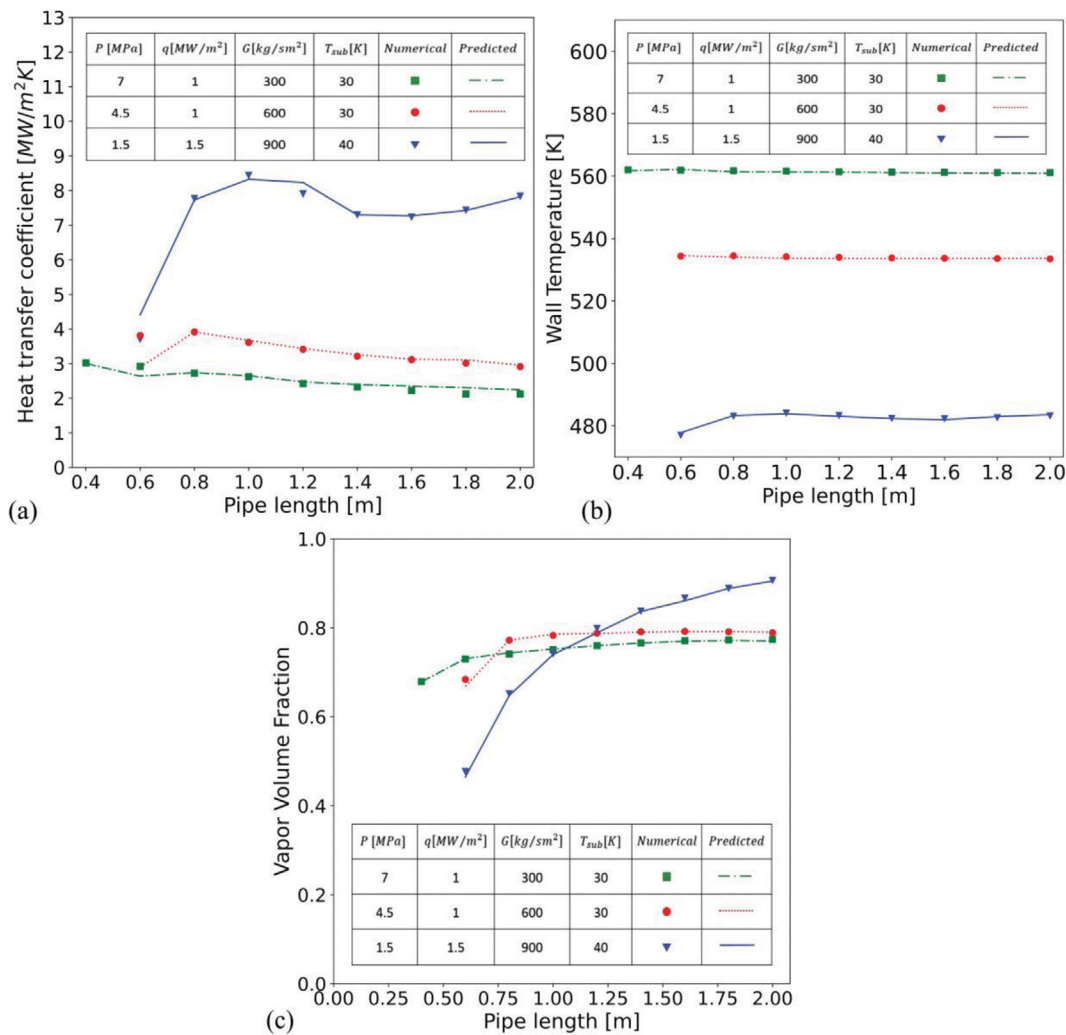 13
12
11
10
9
8
7
6
5
4
3
2
1
0
Heat transfer coefficient [MW/m²K]
P [MPa] q[MW/m²] G[kg/sm²] T_sub[K] Numerical Predicted
7 1 300 30
4.5 1 600 30
1.5 1.5 900 40
0.4 0.6 0.8 1.0 1.2 1.4 1.6 1.8 2.0
Pipe length [m]
(a)
600
580
560
540
520
500
480
Wall Temperature [K]
P [MPa] q[MW/m²] G[kg/sm²] T_sub[K] Numerical Predicted
7 1 300 30
4.5 1 600 30
1.5 1.5 900 40
0.4 0.6 0.8 1.0 1.2 1.4 1.6 1.8 2.0
Pipe length [m]
(b)
1.0
0.8
0.6
0.4
0.2
0.0
Vapor Volume Fraction
P [MPa] q[MW/m²] G[kg/sm²] T_sub[K] Numerical Predicted
7 1 300 30
4.5 1 600 30
1.5 1.5 900 40
0.00 0.25 0.50 0.75 1.00 1.25 1.50 1.75 2.00
Pipe length [m]
(c)